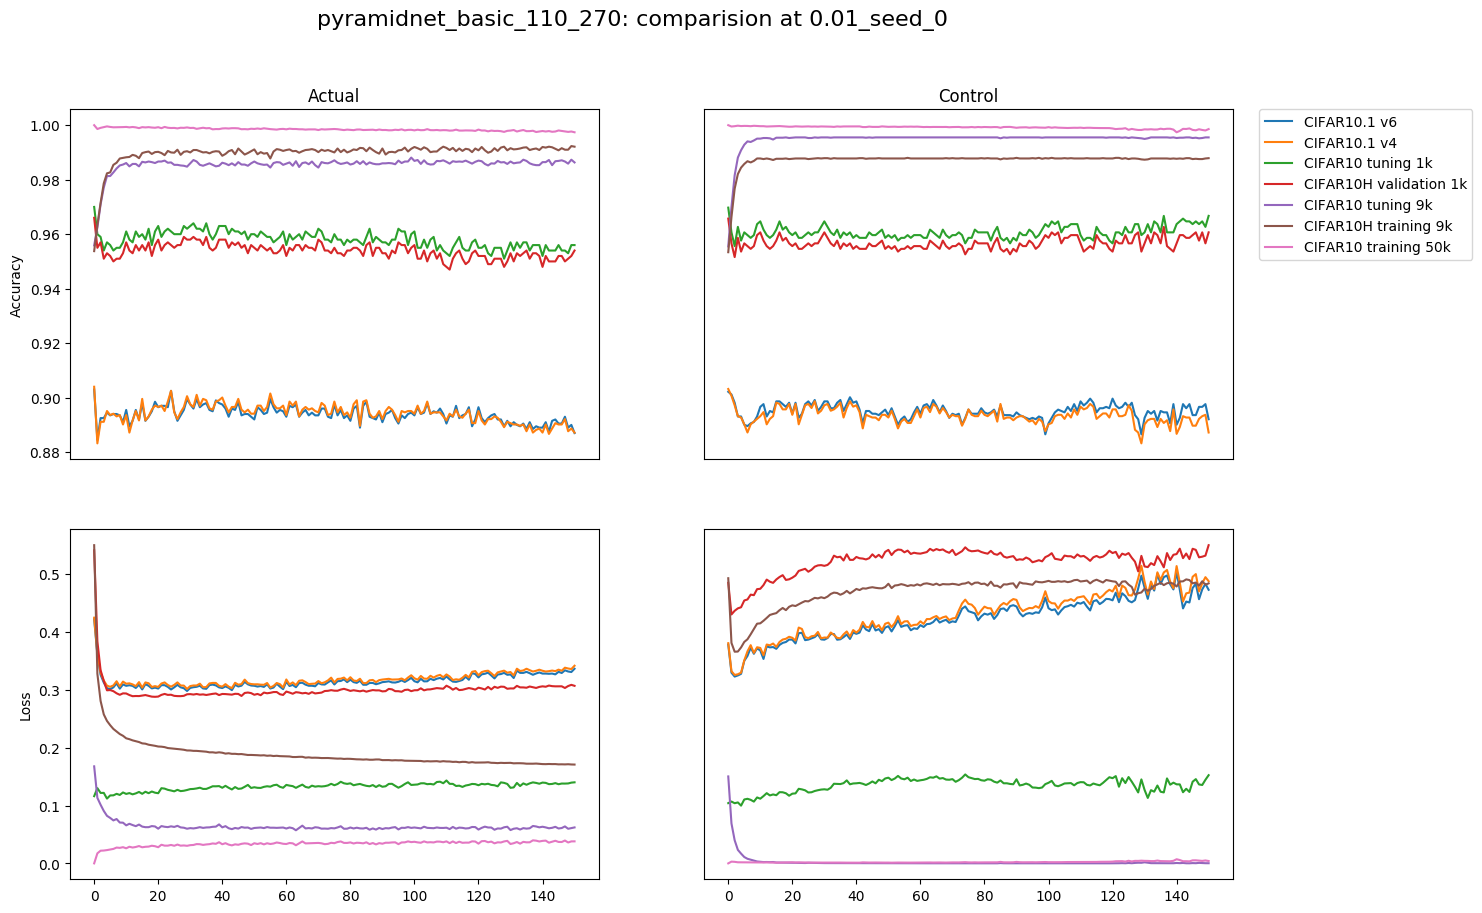 pyramidnet_basic_110_270: comparision at 0.01_seed_0
Actual
Control
1.00
0.98
0.96
0.94
0.92
0.90
0.88
Accuracy
CIFAR10.1 v6
CIFAR10.1 v4
CIFAR10 tuning 1k
CIFAR10H validation 1k
CIFAR10 tuning 9k
CIFAR10H training 9k
CIFAR10 training 50k
0.5
0.4
0.3
0.2
0.1
0.0
Loss
0 20 40 60 80 100 120 140
0 20 40 60 80 100 120 140